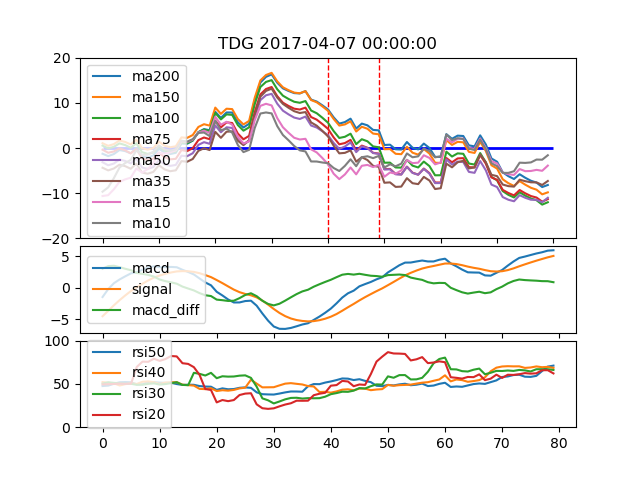 TDG 2017-04-07 00:00:00
20
10
0
−10
−20
ma200
ma150
ma100
ma75
ma50
ma35
ma15
ma10
5
0
−5
macd
signal
macd_diff
100
50
0
rsi50
rsi40
rsi30
rsi20
0 10 20 30 40 50 60 70 80